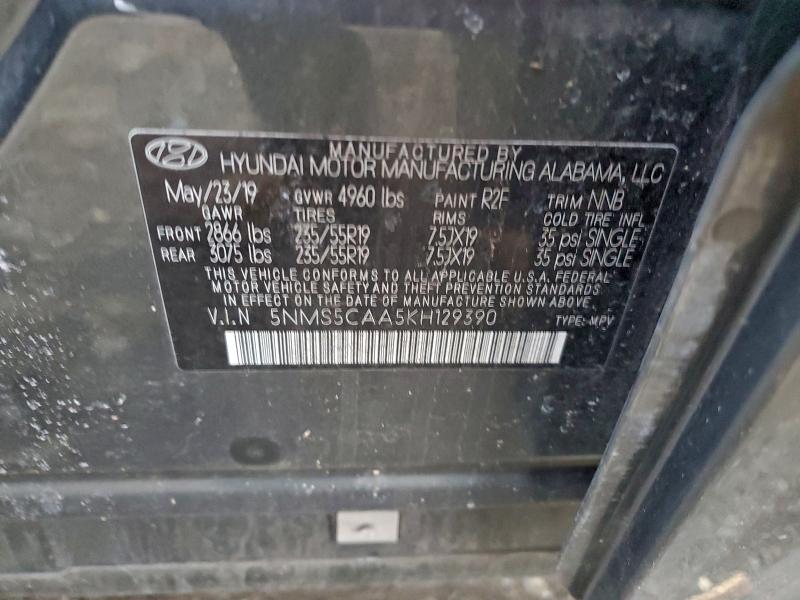 MANUFACTURED BY
HYUNDAI MOTOR MANUFACTURING ALABAMA, LLC
May/23/19 GVWR 4960 lbs PAINT R2F TRIM NNB
GAWR TIRES RIMS COLD TIRE INFL
FRONT 2866 lbs 235/55R19 7.5JX19 35 psi SINGLE
REAR 3075 lbs 235/55R19 7.5JX19 35 psi SINGLE
THIS VEHICLE CONFORMS TO ALL APPLICABLE U.S.A. FEDERAL
MOTOR VEHICLE SAFETY AND THEFT PREVENTION STANDARDS
IN EFFECT ON THE DATE OF MANUFACTURE SHOWN ABOVE.
V.I.N 5NMS5CAA5KH129390 TYPE: MPV